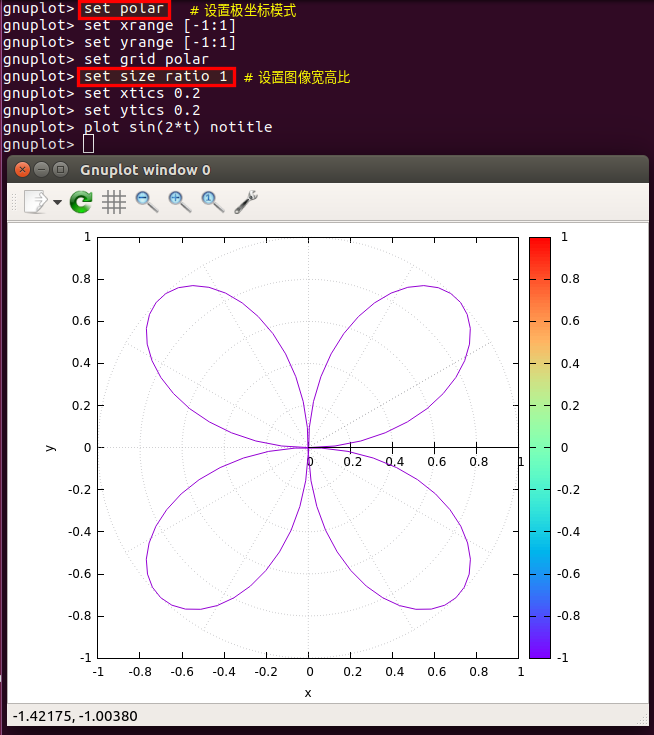 gnuplot> set polar # 设置极坐标模式
gnuplot> set xrange [-1:1]
gnuplot> set yrange [-1:1]
gnuplot> set grid polar
gnuplot> set size ratio 1 # 设置图像宽高比
gnuplot> set xtics 0.2
gnuplot> set ytics 0.2
gnuplot> plot sin(2*t) notitle
gnuplot>
Gnuplot window 0
1
0.8
0.6
0.4
0.2
0
-0.2
-0.4
-0.6
-0.8
-1
y
0 0.2 0.4 0.6 0.8 1
-1 -0.8 -0.6 -0.4 -0.2 0 0.2 0.4 0.6 0.8 1
x
1
0.8
0.6
0.4
0.2
0
-0.2
-0.4
-0.6
-0.8
-1
-1.42175, -1.00380